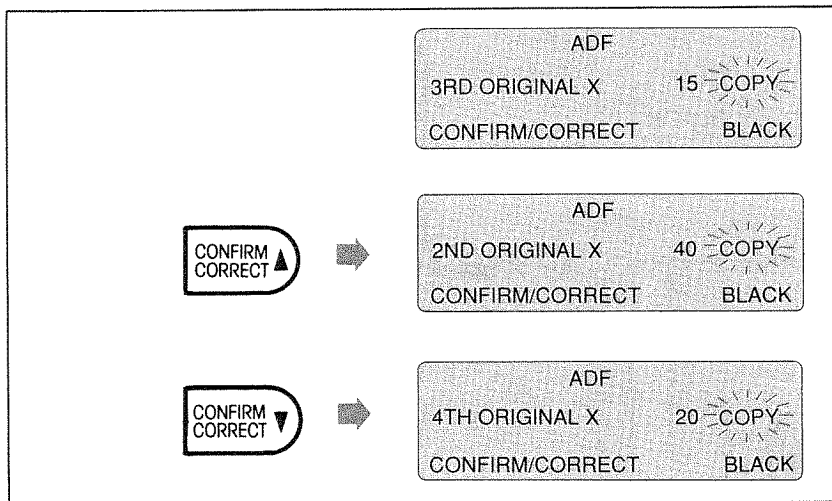 ADF
3RD ORIGINAL X 15 COPY
CONFIRM/CORRECT BLACK
CONFIRM
CORRECT ▲
ADF
2ND ORIGINAL X 40 COPY
CONFIRM/CORRECT BLACK
CONFIRM
CORRECT ▼
ADF
4TH ORIGINAL X 20 COPY
CONFIRM/CORRECT BLACK